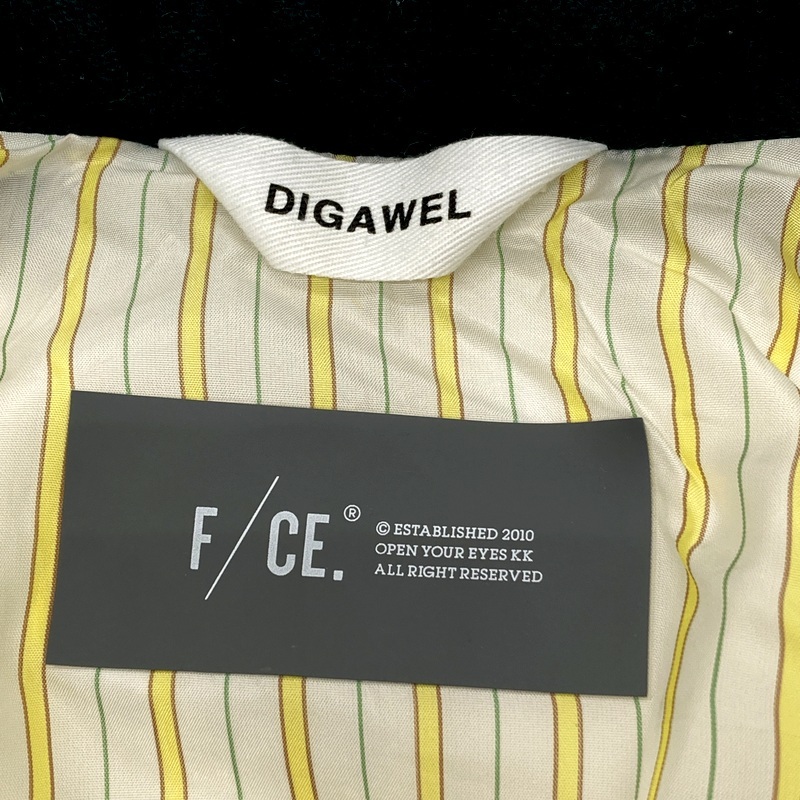 DIGAWEL
F/CE.®
© ESTABLISHED 2010
OPEN YOUR EYES KK
ALL RIGHT RESERVED